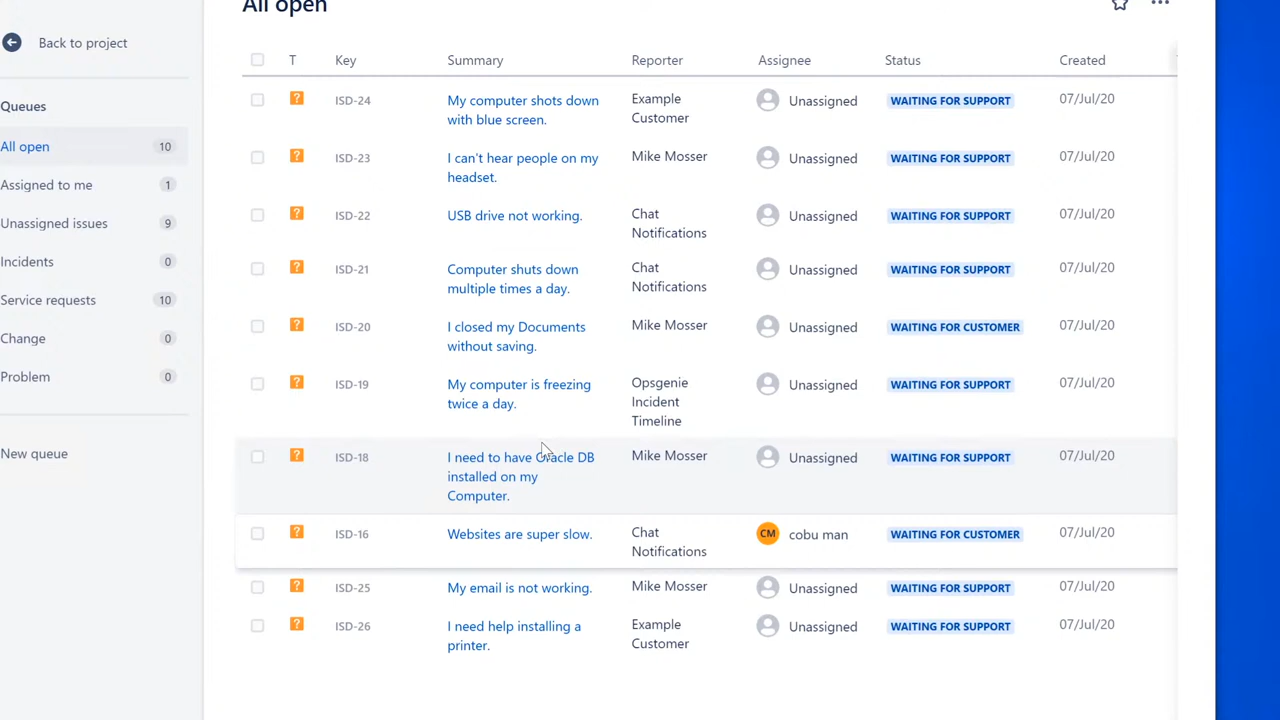 All open
Back to project
Queues
All open 10
Assigned to me 1
Unassigned issues 9
Incidents 0
Service requests 10
Change 0
Problem 0
New queue
T Key Summary Reporter Assignee Status Created
ISD-24 My computer shots down Example Unassigned WAITING FOR SUPPORT 07/Jul/20
with blue screen. Customer
ISD-23 I can't hear people on my Mike Mosser Unassigned WAITING FOR SUPPORT 07/Jul/20
headset.
ISD-22 USB drive not working. Chat Unassigned WAITING FOR SUPPORT 07/Jul/20
Notifications
ISD-21 Computer shuts down Chat Unassigned WAITING FOR SUPPORT 07/Jul/20
multiple times a day. Notifications
ISD-20 I closed my Documents Mike Mosser Unassigned WAITING FOR CUSTOMER 07/Jul/20
without saving.
ISD-19 My computer is freezing Opsgenie Unassigned WAITING FOR SUPPORT 07/Jul/20
twice a day. Incident
Timeline
ISD-18 I need to have Oracle DB Mike Mosser Unassigned WAITING FOR SUPPORT 07/Jul/20
installed on my
Computer.
ISD-16 Websites are super slow. Chat CM cobu man WAITING FOR CUSTOMER 07/Jul/20
Notifications
ISD-25 My email is not working. Mike Mosser Unassigned WAITING FOR SUPPORT 07/Jul/20
ISD-26 I need help installing a Example Unassigned WAITING FOR SUPPORT 07/Jul/20
printer. Customer